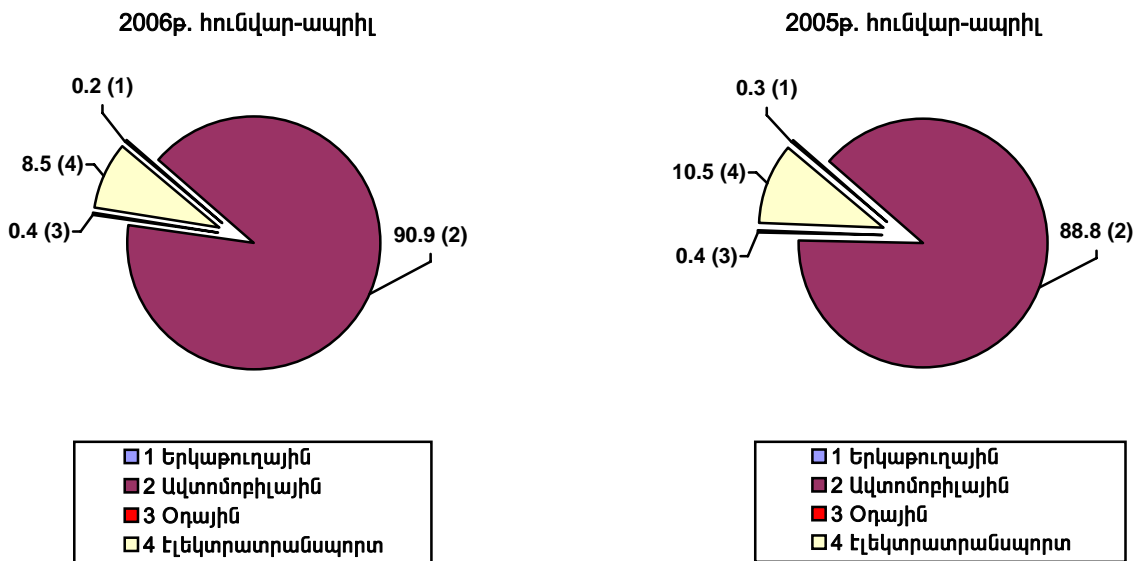 2006թ. հունվար-ապրիլ
0.2 (1)
8.5 (4)
0.4 (3)
90.9 (2)
1 Երկաթուղային
2 Ավտոմոբիլային
3 Օդային
4 Էլեկտրատրանսպորտ
2005թ. հունվար-ապրիլ
0.3 (1)
10.5 (4)
0.4 (3)
88.8 (2)
1 Երկաթուղային
2 Ավտոմոբիլային
3 Օդային
4 Էլեկտրատրանսպորտ